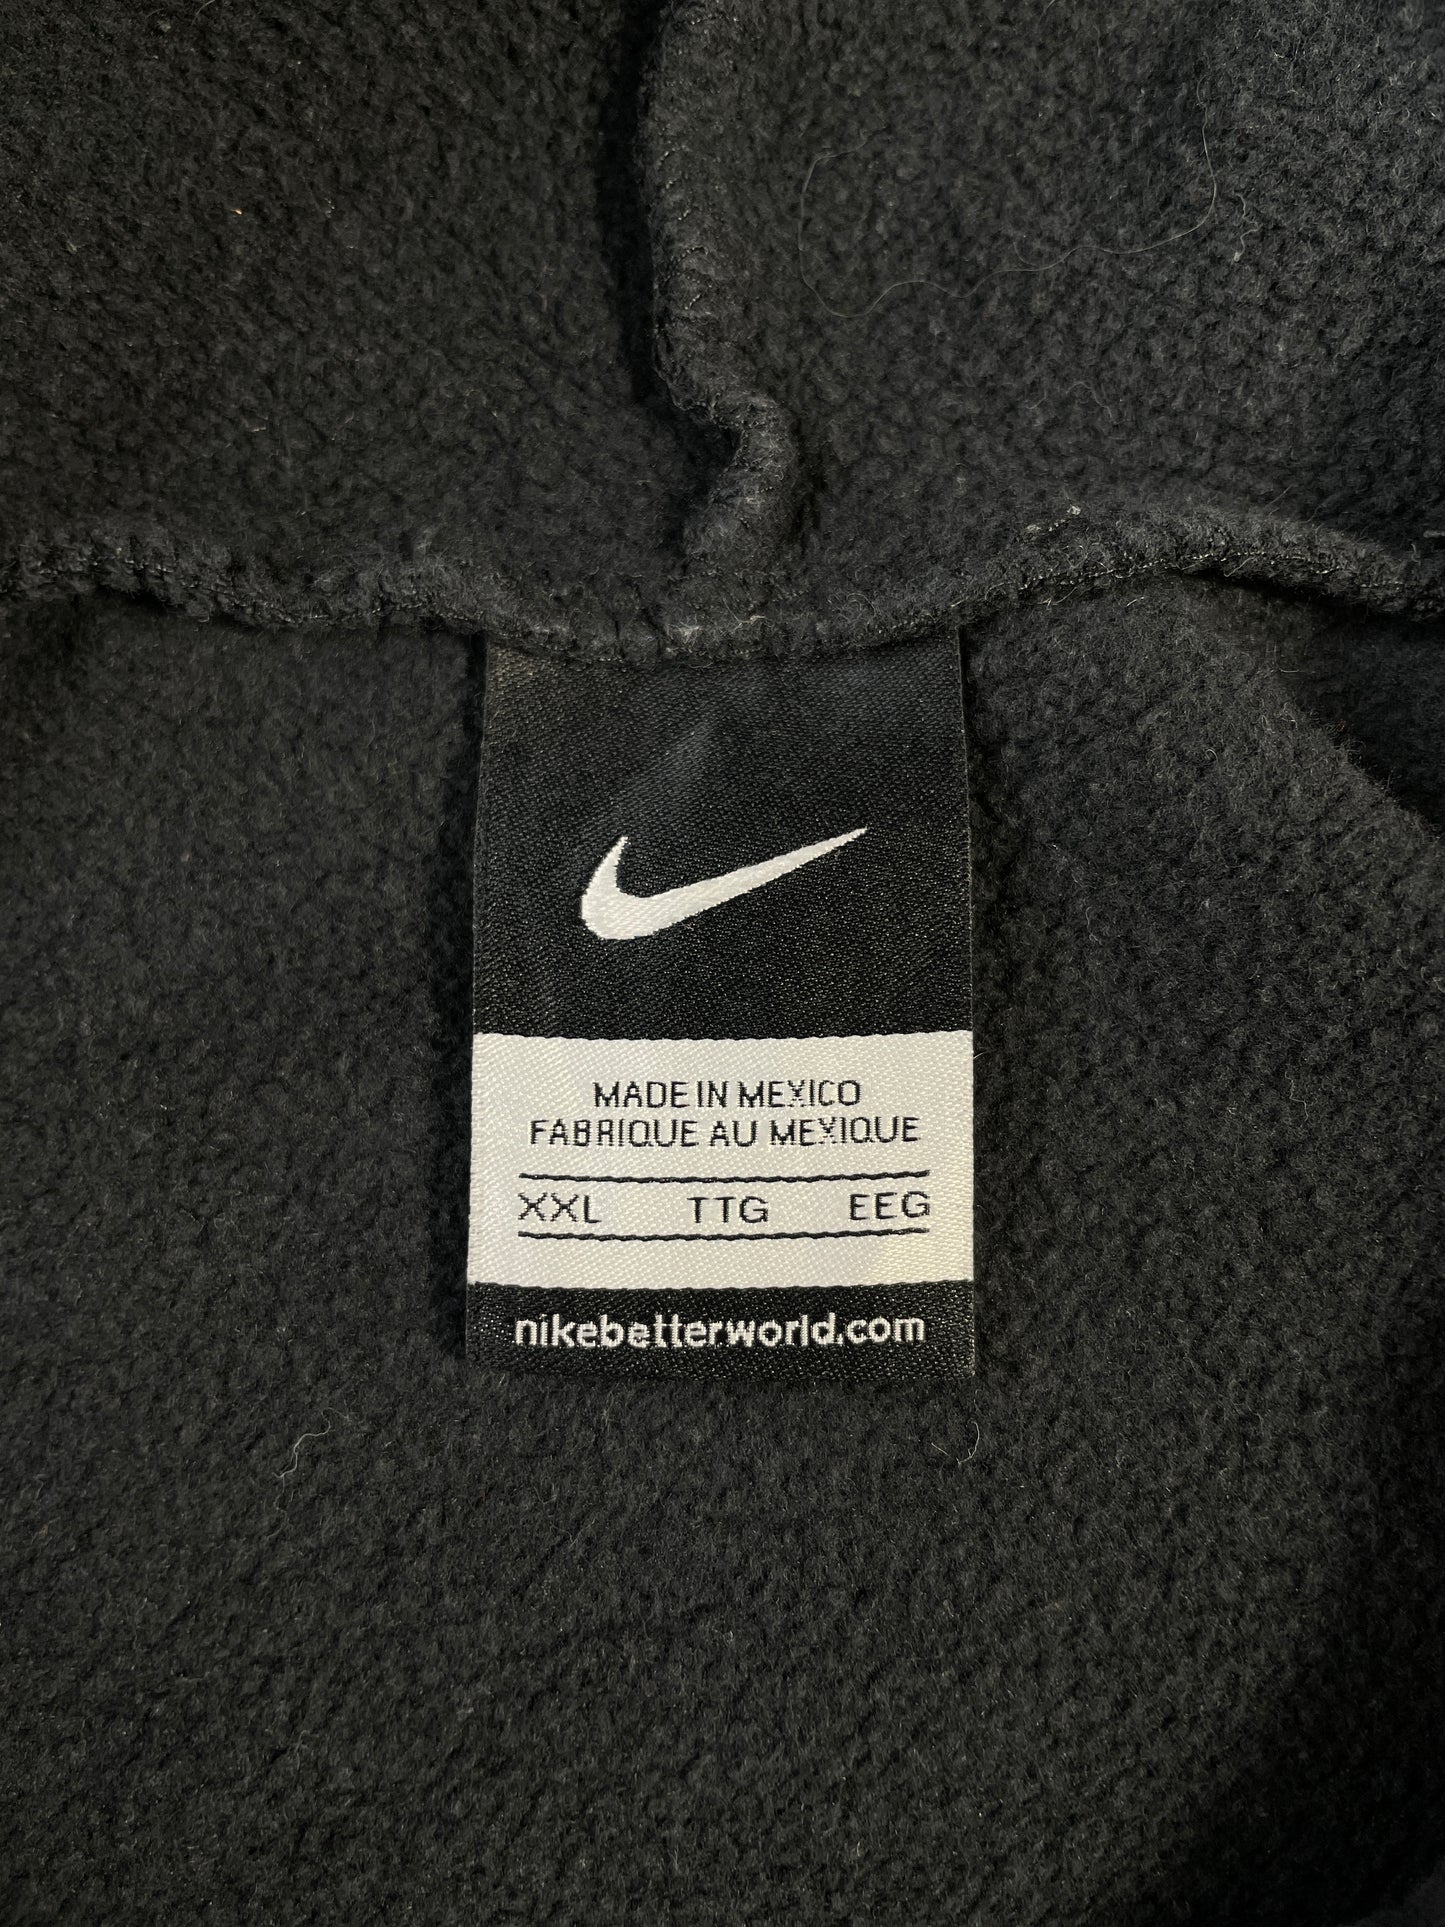 MADE IN MEXICO
FABRIQUE AU MEXIQUE
XXL TTG EEG
nikebetterworld.com